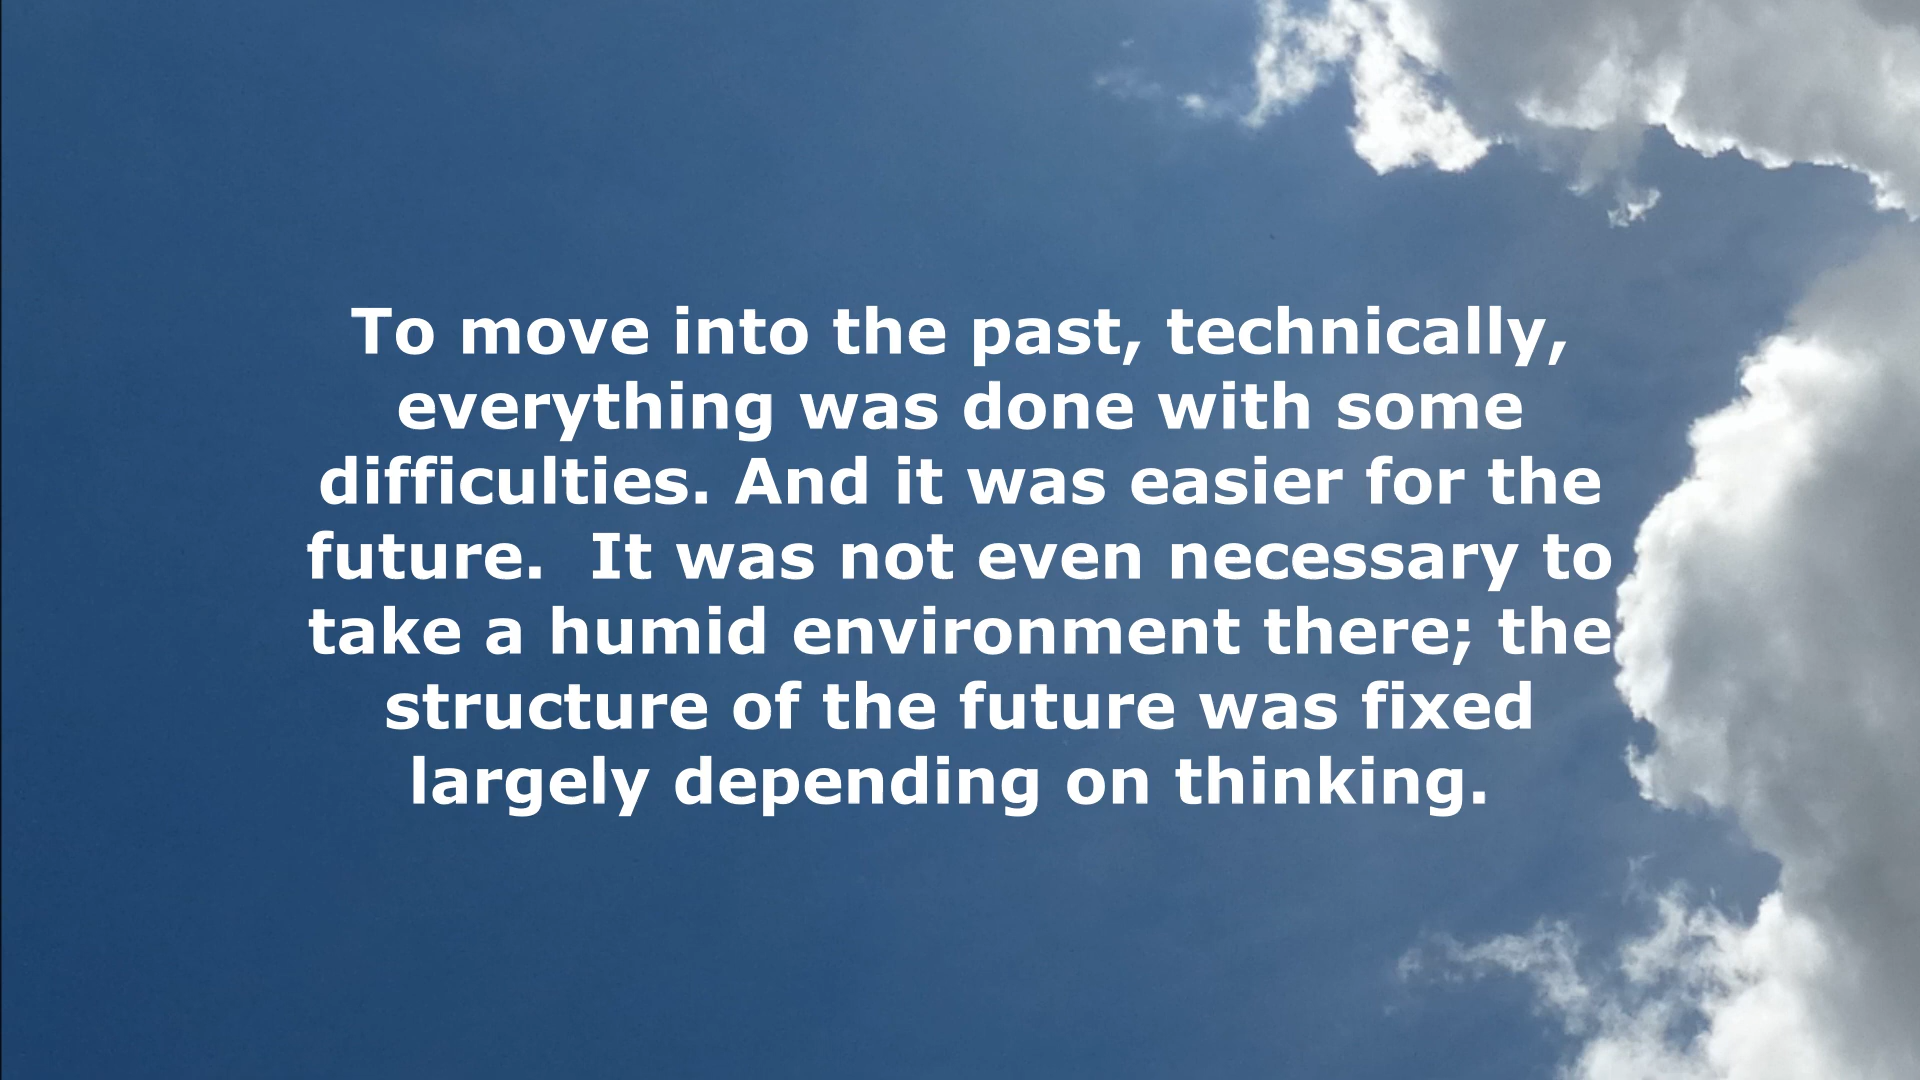 To move into the past, technically,
everything was done with some
difficulties. And it was easier for the
future.  It was not even necessary to
take a humid environment there; the
structure of the future was fixed
largely depending on thinking.